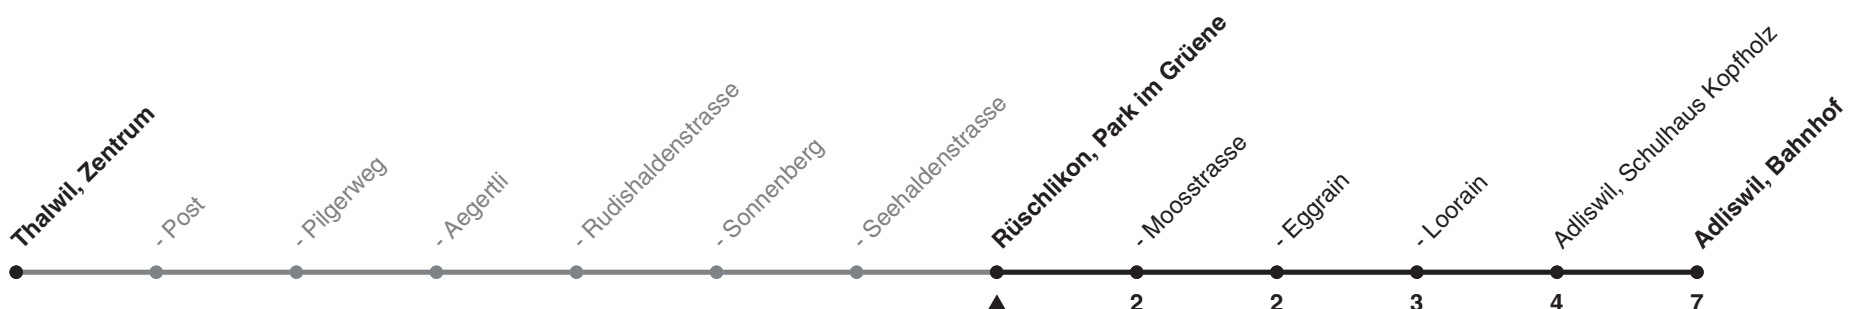 Thalwil, Zentrum
- Post
- Pilgerweg
- Aegertli
- Rudishaldenstrasse
- Sonnenberg
- Seehaldenstrasse
Rüschlikon, Park im Grüene
- Moosstrasse
- Eggrain
- Loorain
Adliswil, Schulhaus Kopfholz
Adliswil, Bahnhof
2 2 3 4 7